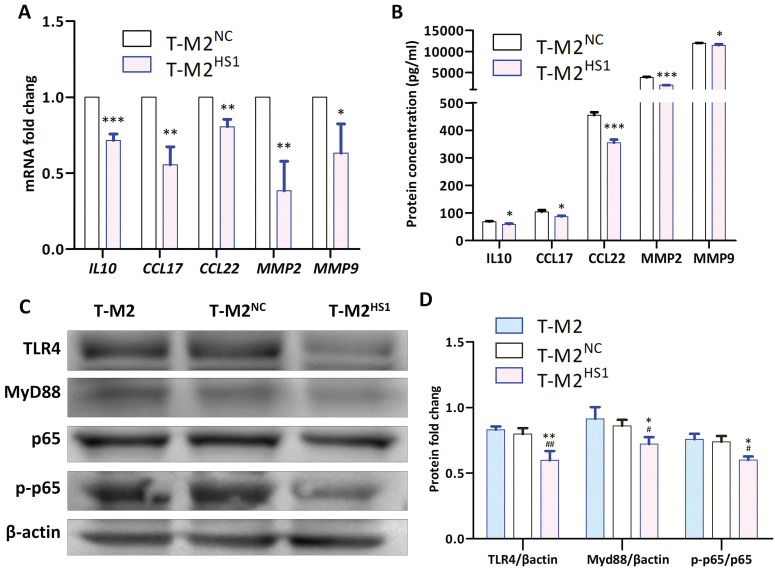 A
mRNA fold chang
1.5
1.0
0.5
0.0
T-M2NC
T-M2HS1
***
**
**
**
*
IL10 CCL17 CCL22 MMP2 MMP9
B
Protein concentration (pg/ml)
15000
10000
5000
500
400
300
200
100
0
T-M2NC
T-M2HS1
*
*
***
***
*
IL10 CCL17 CCL22 MMP2 MMP9
C
T-M2 T-M2NC T-M2HS1
TLR4
MyD88
p65
p-p65
β-actin
D
Protein fold chang
1.5
1.0
0.5
0.0
T-M2
T-M2NC
T-M2HS1
**
##
*
#
*
#
TLR4/βactin Myd88/βactin p-p65/p65